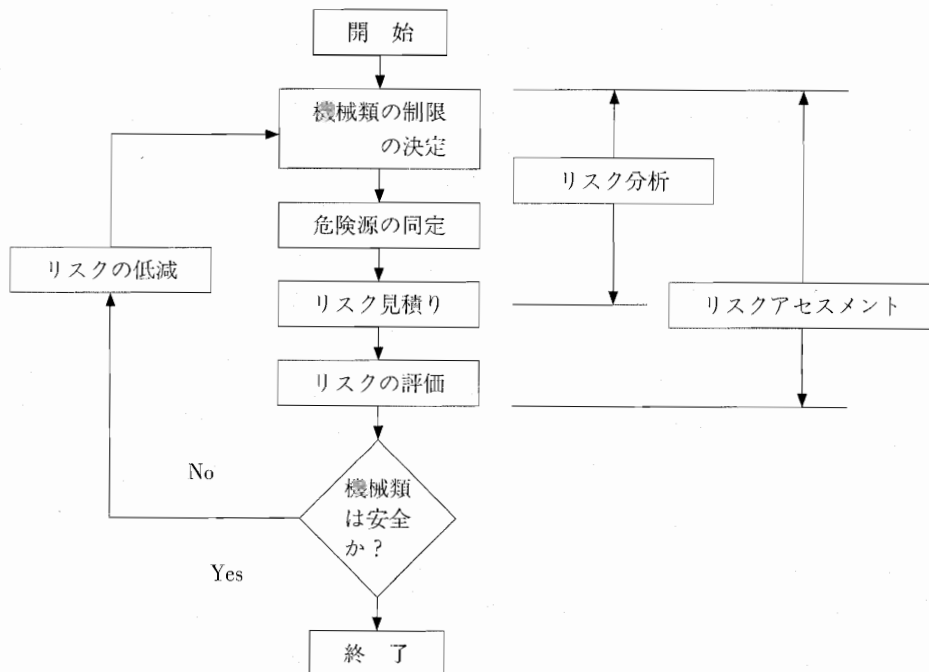 開 始
機械類の制限
の決定
リスク分析
危険源の同定
リスクの低減
リスク見積り
リスクアセスメント
リスクの評価
No
機械類
は安全
か?
Yes
終 了